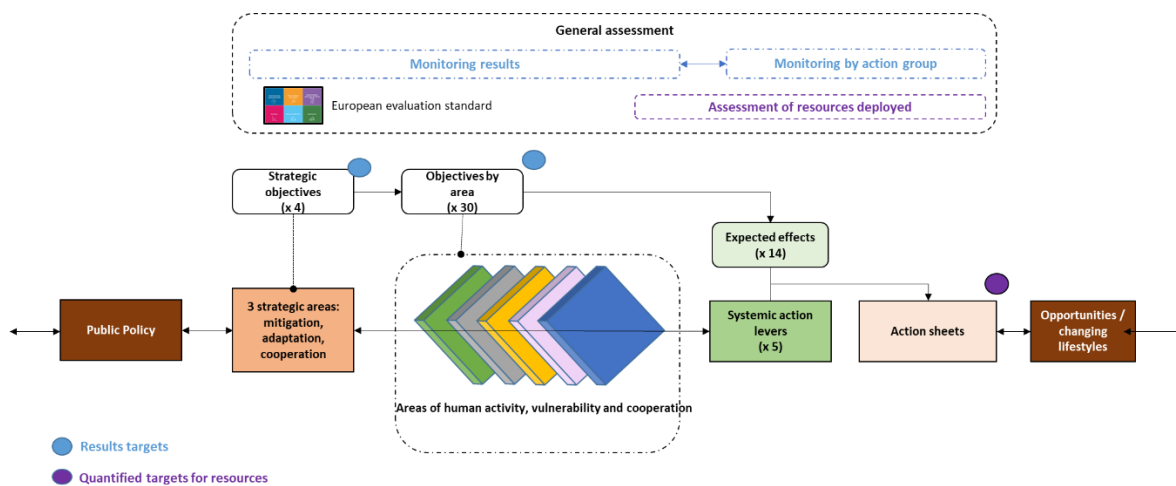 General assessment
Monitoring results
Monitoring by action group
European evaluation standard
Assessment of resources deployed
Strategic
objectives
(x 4)
Objectives by
area
(x 30)
Expected effects
(x 14)
Public Policy
3 strategic areas:
mitigation,
adaptation,
cooperation
Systemic action
levers
(x 5)
Action sheets
Opportunities /
changing
lifestyles
Areas of human activity, vulnerability and cooperation
Results targets
Quantified targets for resources